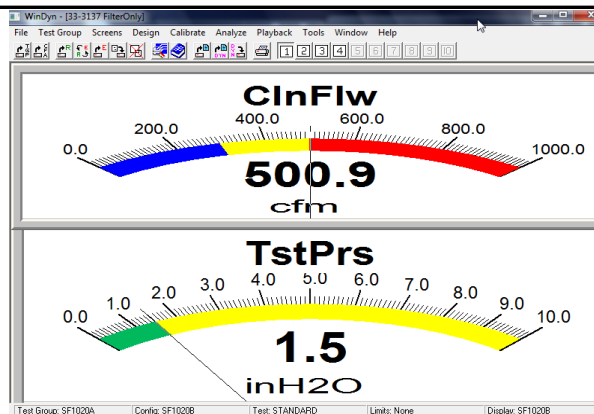 WinDyn - [33-3137 FilterOnly]
File Test Group Screens Design Calibrate Analyze Playback Tools Window Help
1 2 3 4 5 6 7 8 9 10
ClnFlw
0.0 200.0 400.0 600.0 800.0 1000.0
500.9
cfm
TstPrs
0.0 1.0 2.0 3.0 4.0 5.0 6.0 7.0 8.0 9.0 10.0
1.5
inH2O
Test Group: SF1020A Config: SF1020B Test: STANDARD Limits: None Display: SF1020B